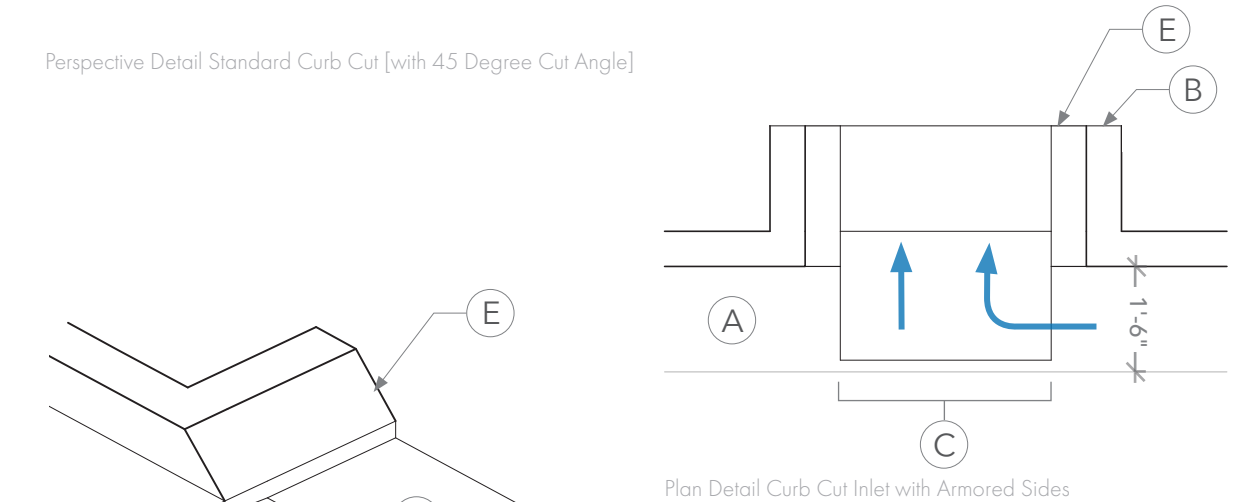 Perspective Detail Standard Curb Cut [with 45 Degree Cut Angle]
E
E
B
A
1'-6"
C
Plan Detail Curb Cut Inlet with Armored Sides